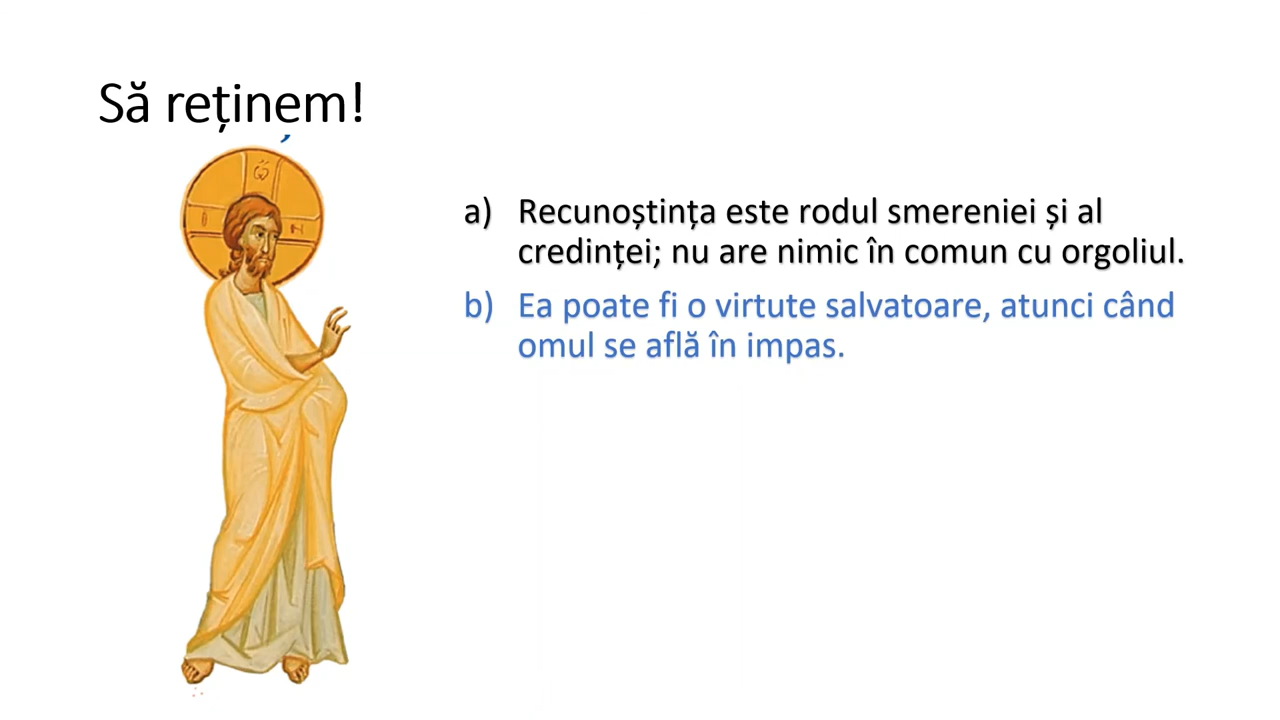 Să reținem!
a) Recunoștința este rodul smereniei și al
credinței; nu are nimic în comun cu orgoliul.
b) Ea poate fi o virtute salvatoare, atunci când
omul se află în impas.